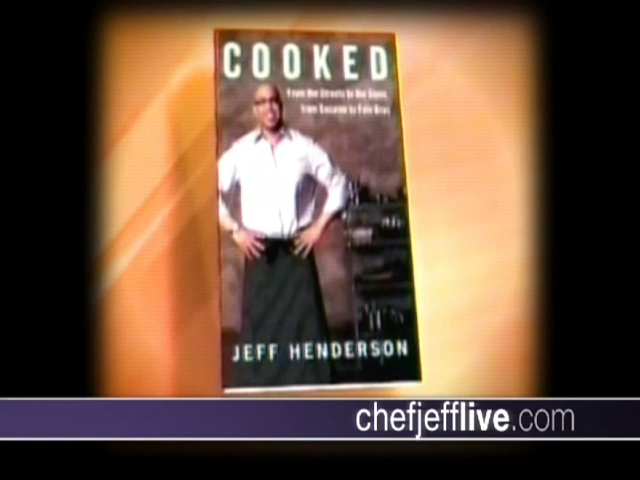 COOKED
From the Streets to the Stove,
from Cocaine to Foie Gras
JEFF HENDERSON
chefjefflive.com